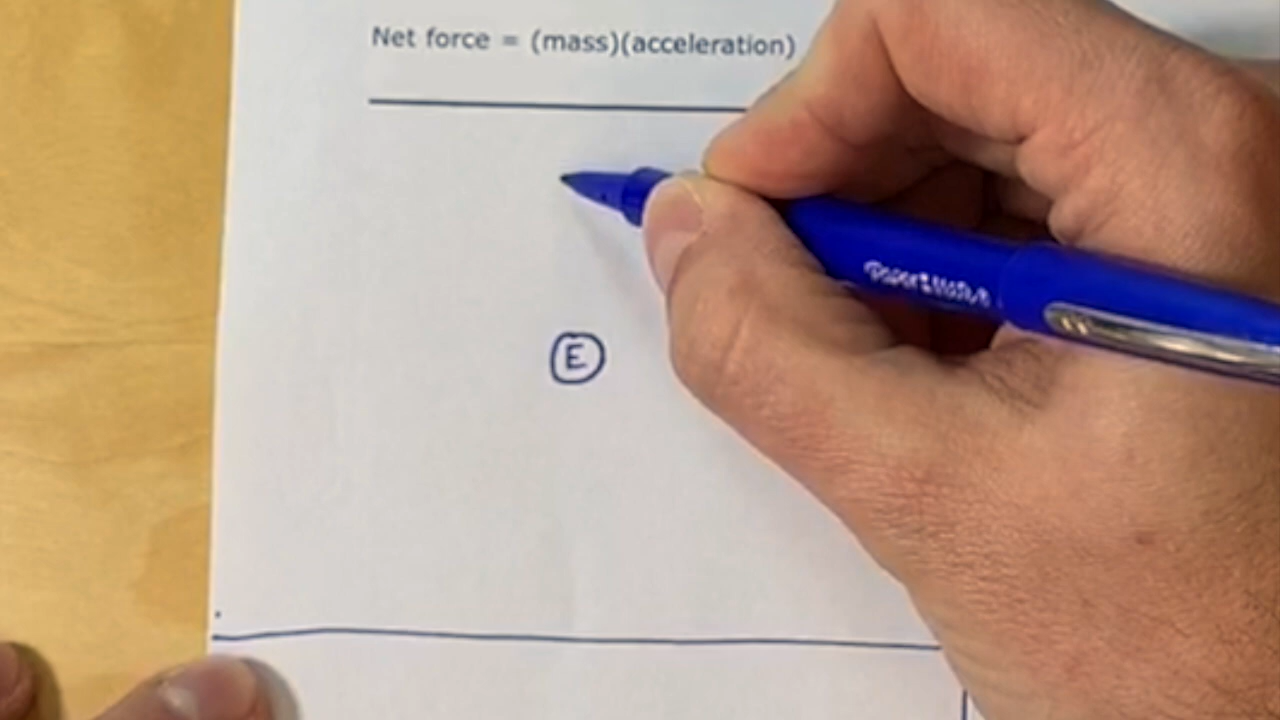 Net force = (mass)(acceleration)
PaperMate
E